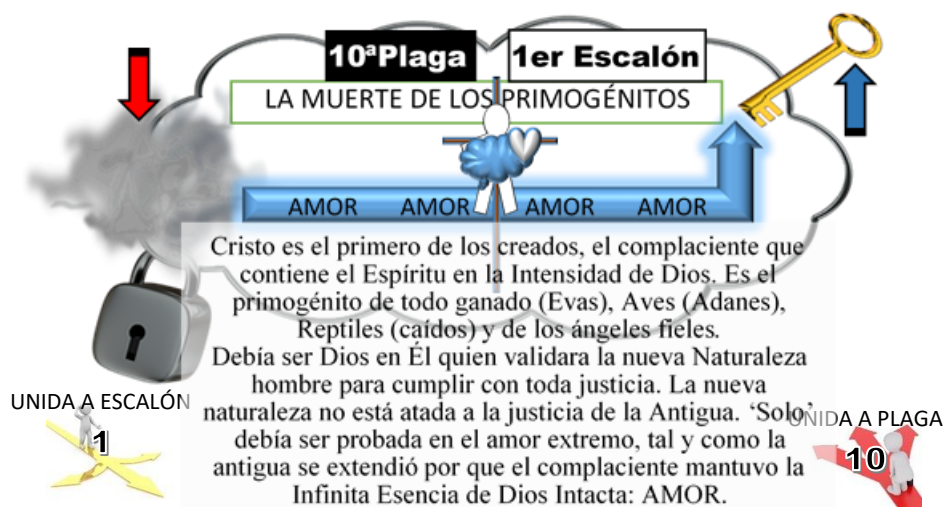 10ªPlaga
1er Escalón
LA MUERTE DE LOS PRIMOGÉNITOS
AMOR AMOR AMOR AMOR
Cristo es el primero de los creados, el complaciente que
contiene el Espíritu en la Intensidad de Dios. Es el
primogénito de todo ganado (Evas), Aves (Adanes),
Reptiles (caídos) y de los ángeles fieles.
Debía ser Dios en Él quien validara la nueva Naturaleza
hombre para cumplir con toda justicia. La nueva
naturaleza no está atada a la justicia de la Antigua. ‘Solo’
debía ser probada en el amor extremo, tal y como la
antigua se extendió por que el complaciente mantuvo la
Infinita Esencia de Dios Intacta: AMOR.
UNIDA A ESCALÓN
1
UNIDA A PLAGA
10